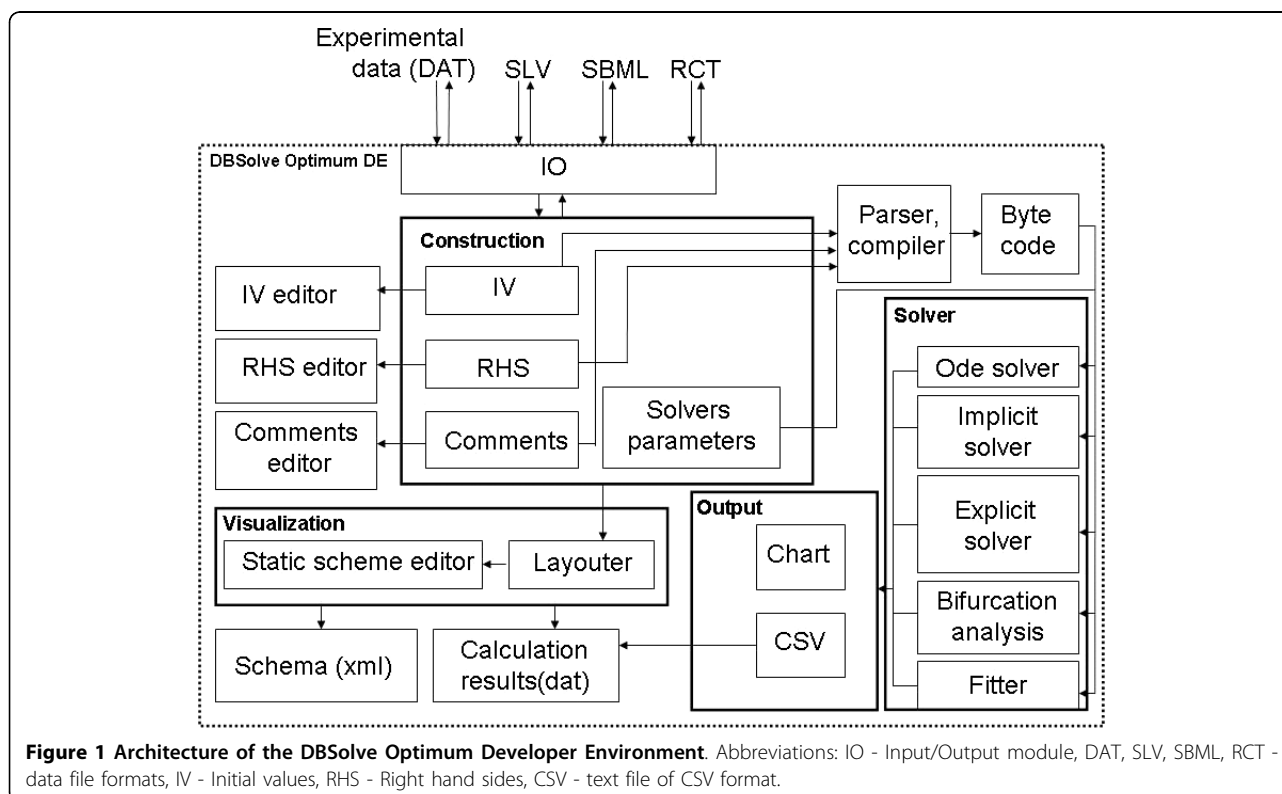 Experimental
data (DAT) SLV SBML RCT
DBSolve Optimum DE
IO
Construction
Parser,
compiler
Byte
code
IV editor
IV
RHS editor
RHS
Comments
editor
Comments
Solvers
parameters
Solver
Ode solver
Implicit
solver
Explicit
solver
Bifurcation
analysis
Fitter
Visualization
Static scheme editor
Layouter
Output
Chart
CSV
Schema (xml)
Calculation
results(dat)
Figure 1 Architecture of the DBSolve Optimum Developer Environment. Abbreviations: IO - Input/Output module, DAT, SLV, SBML, RCT -
data file formats, IV - Initial values, RHS - Right hand sides, CSV - text file of CSV format.